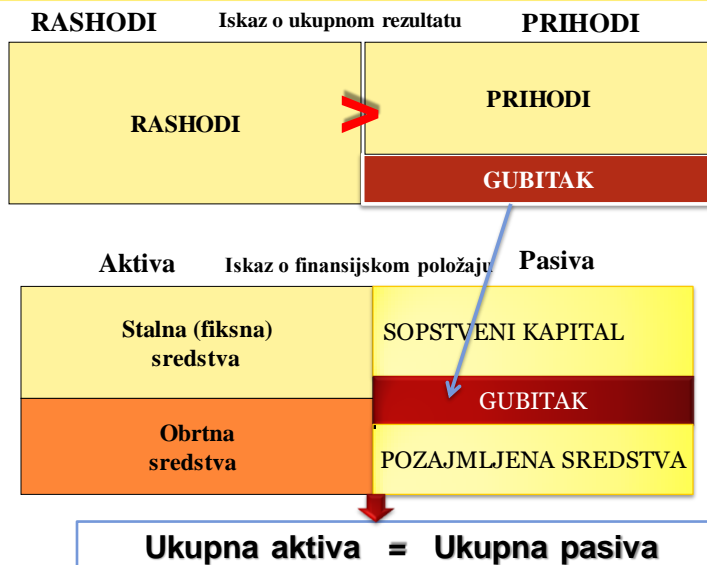 RASHODI Iskaz o ukupnom rezultatu PRIHODI
RASHODI > PRIHODI
GUBITAK
Aktiva Iskaz o finansijskom položaju Pasiva
Stalna (fiksna)
sredstva
SOPSTVENI KAPITAL
GUBITAK
Obrtna
sredstva
POZAJMLJENA SREDSTVA
Ukupna aktiva = Ukupna pasiva